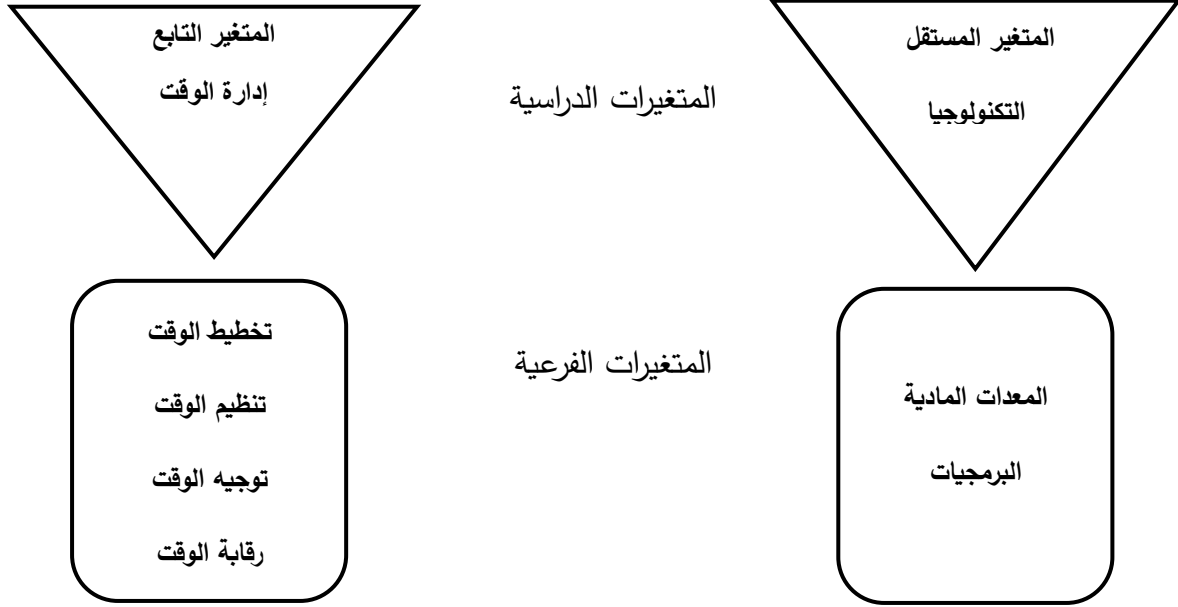 المتغير المستقل
التكنولوجيا
المتغيرات الدراسية
المتغير التابع
إدارة الوقت
المعدات المادية
البرمجيات
المتغيرات الفرعية
تخطيط الوقت
تنظيم الوقت
توجيه الوقت
رقابة الوقت